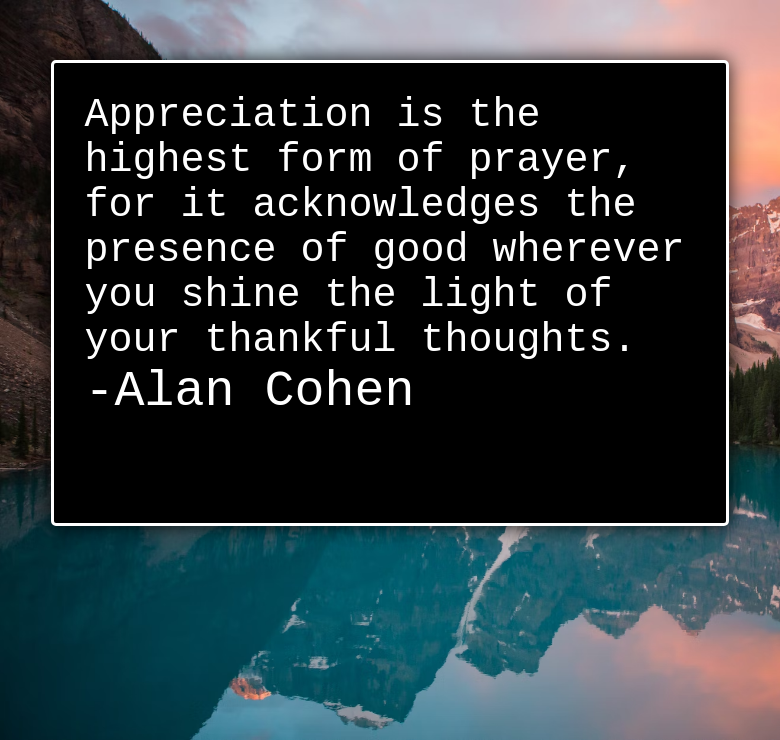 Appreciation is the
highest form of prayer,
for it acknowledges the
presence of good wherever
you shine the light of
your thankful thoughts.
-Alan Cohen